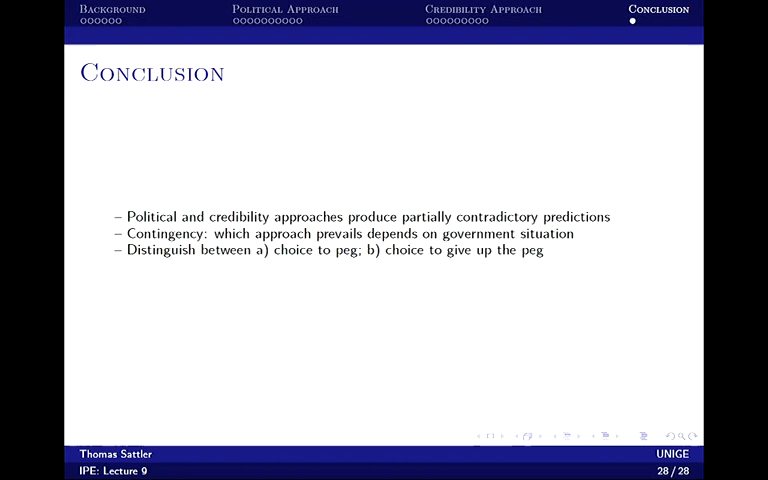 Background Political Approach Credibility Approach Conclusion
Conclusion
– Political and credibility approaches produce partially contradictory predictions
– Contingency: which approach prevails depends on government situation
– Distinguish between a) choice to peg; b) choice to give up the peg
Thomas Sattler UNIGE
IPE: Lecture 9 28 / 28